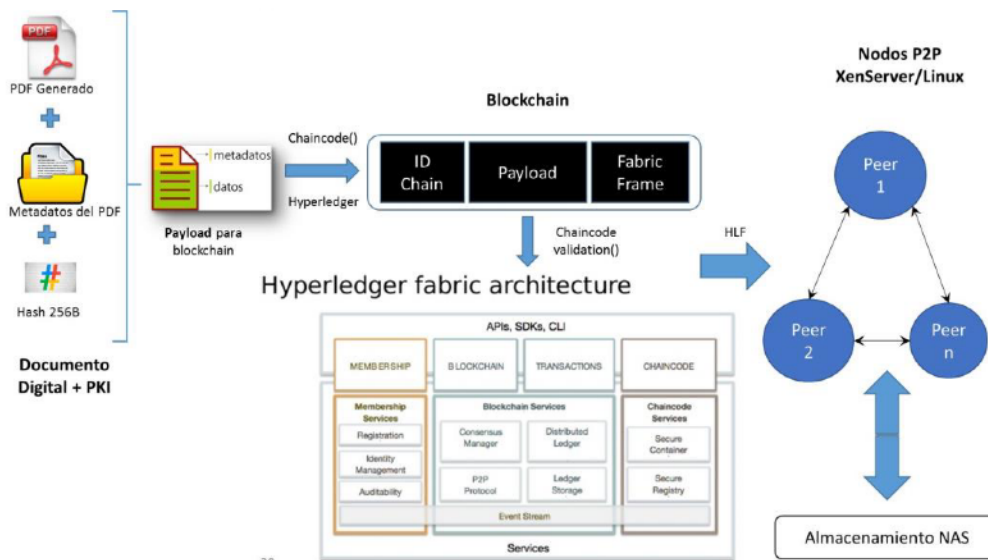 PDF
PDF Generado
Metadatos del PDF
#
Hash 256B
Documento
Digital + PKI
metadatos
datos
Payload para
blockchain
Chaincode()
Hyperledger
Blockchain
ID
Chain
Payload
Fabric
Frame
Chaincode
validation()
HLF
Hyperledger fabric architecture
APIs, SDKs, CLI
MEMBERSHIP
BLOCKCHAIN
TRANSACTIONS
CHAINCODE
Membership
Services
Registration
Identity
Management
Auditability
Blockchain Services
Consensus
Manager
Distributed
Ledger
P2P
Protocol
Ledger
Storage
Chaincode
Services
Secure
Container
Secure
Registry
Event Stream
Services
Nodos P2P
XenServer/Linux
Peer
1
Peer
2
Peer
n
Almacenamiento NAS